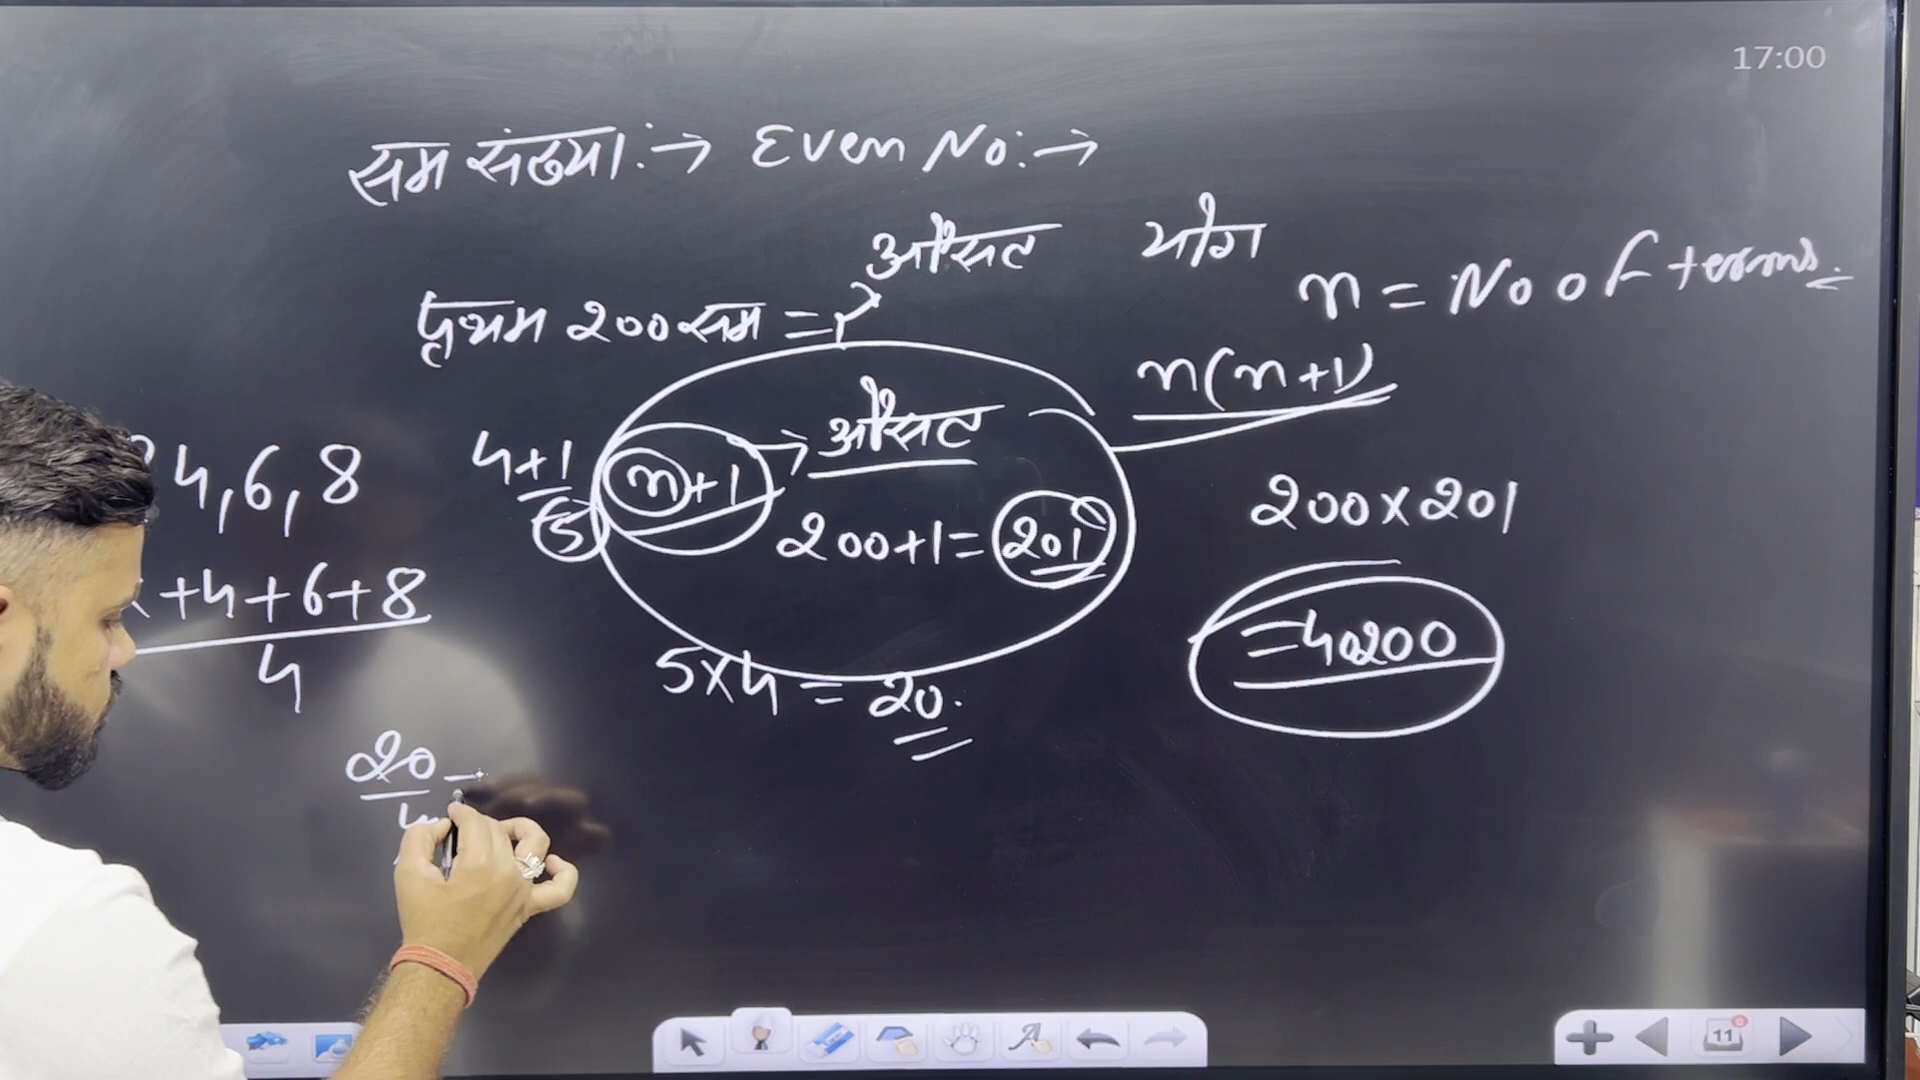 17:00
सम संख्या :→ Even No :→
औसत योग
n = No of terms.
प्रथम 200 सम = ?
n(n+1)
4,6,8
4+1
5
n+1 → औसत
200+1= 201
200×201
+4+6+8
4
=40200
5×4 = 20.
20 =
4
11